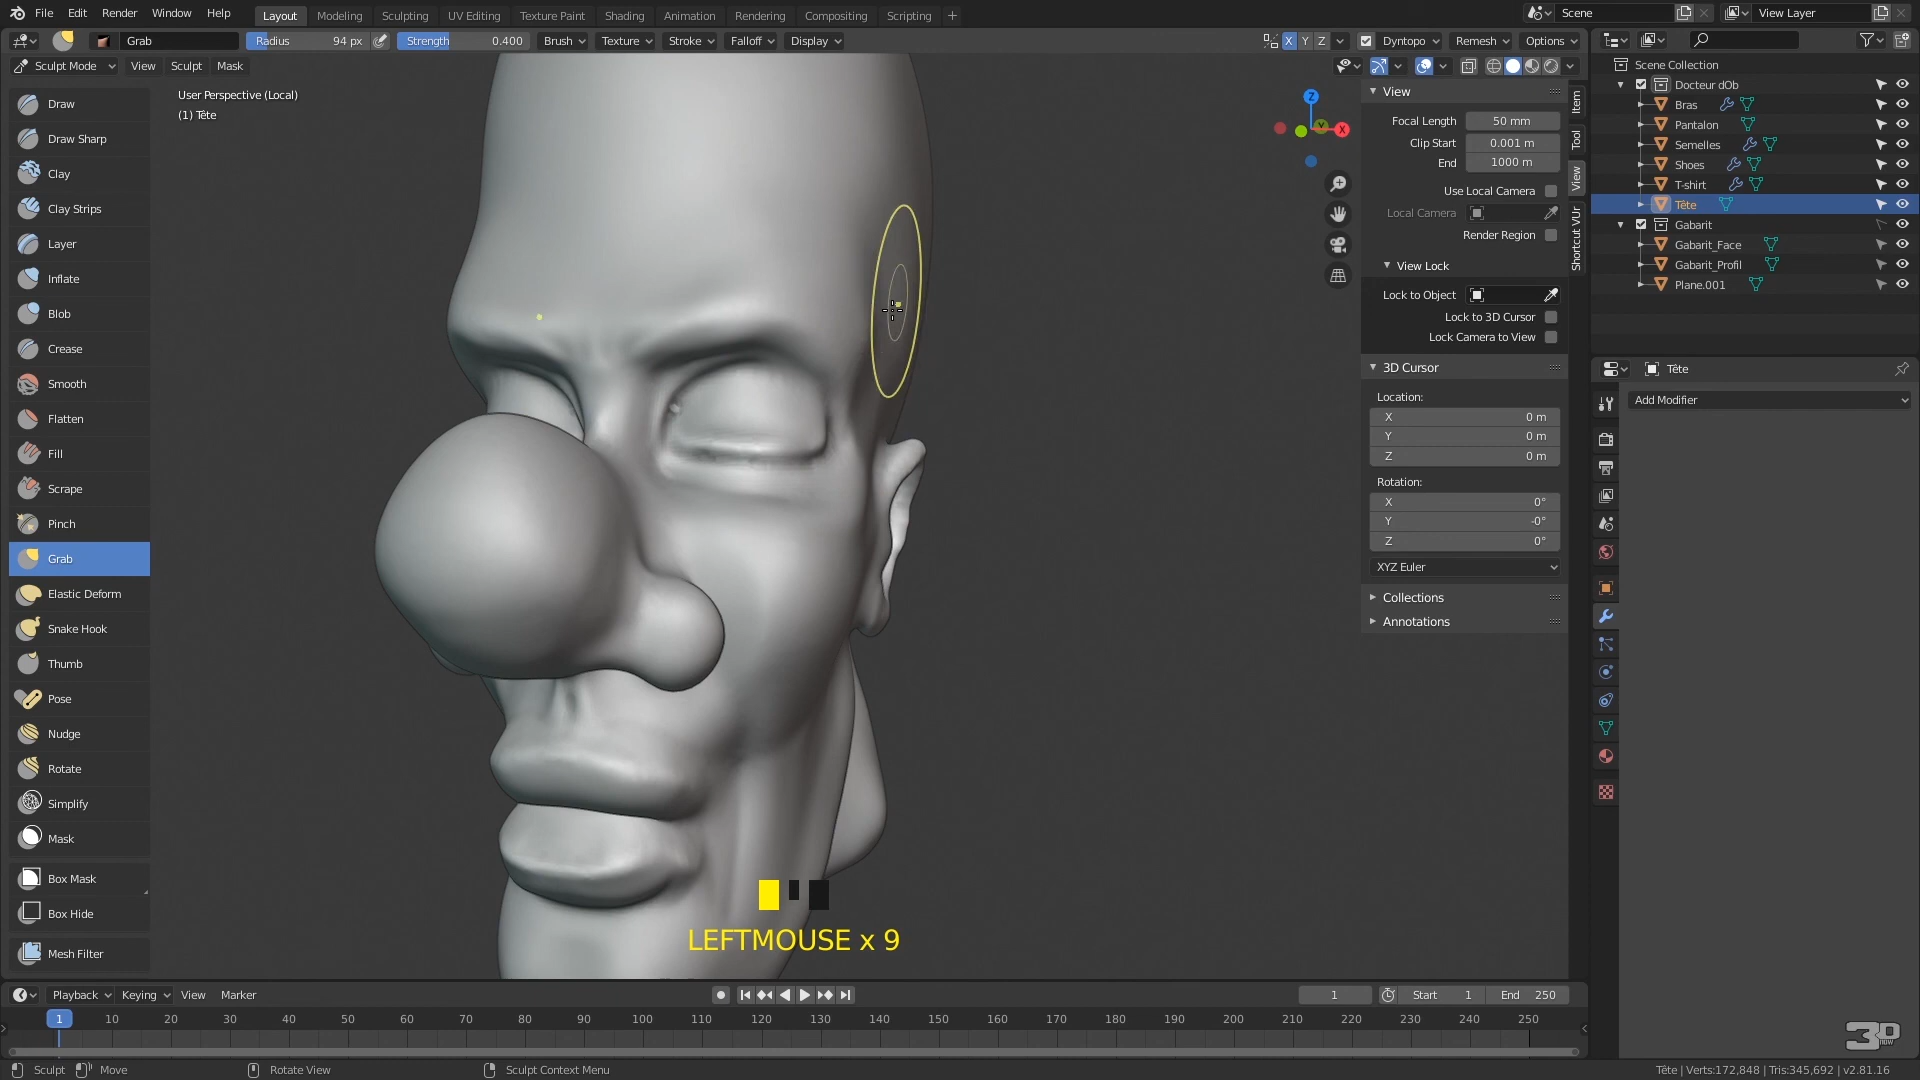 File Edit Render Window Help Layout Modeling Sculpting UV Editing Texture Paint Shading Animation Rendering Compositing Scripting + Scene View Layer
Grab Radius 94 px Strength 0.400 Brush Texture Stroke Falloff Display X Y Z Dyntopo Remesh Options
Sculpt Mode View Sculpt Mask
Scene Collection
Docteur dOb
Bras
Pantalon
Semelles
Shoes
T-shirt
Tête
Gabarit
Gabarit_Face
Gabarit_Profil
Plane.001
Tête
Add Modifier
User Perspective (Local)
(1) Tête
Draw
Draw Sharp
Clay
Clay Strips
Layer
Inflate
Blob
Crease
Smooth
Flatten
Fill
Scrape
Pinch
Grab
Elastic Deform
Snake Hook
Thumb
Pose
Nudge
Rotate
Simplify
Mask
Box Mask
Box Hide
Mesh Filter
Z
Y
X
View
Focal Length 50 mm
Clip Start 0.001 m
End 1000 m
Use Local Camera
Local Camera
Render Region
View Lock
Lock to Object
Lock to 3D Cursor
Lock Camera to View
3D Cursor
Location:
X 0 m
Y 0 m
Z 0 m
Rotation:
X 0°
Y -0°
Z 0°
XYZ Euler
Collections
Annotations
Item
Tool
View
Shortcut VUr
LEFTMOUSE x 9
Playback Keying View Marker 1 Start 1 End 250
1 10 20 30 40 50 60 70 80 90 100 110 120 130 140 150 160 170 180 190 200 210 220 230 240 250
3D now
Sculpt Move Rotate View Sculpt Context Menu Tête | Verts:172,848 | Tris:345,692 | v2.81.16